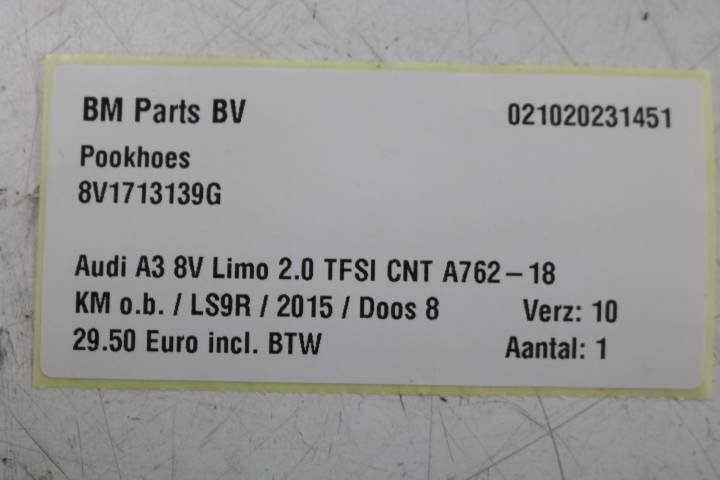 BM Parts BV 021020231451
Pookhoes
8V1713139G
Audi A3 8V Limo 2.0 TFSI CNT A762-18
KM o.b. / LS9R / 2015 / Doos 8 Verz: 10
29.50 Euro incl. BTW Aantal: 1